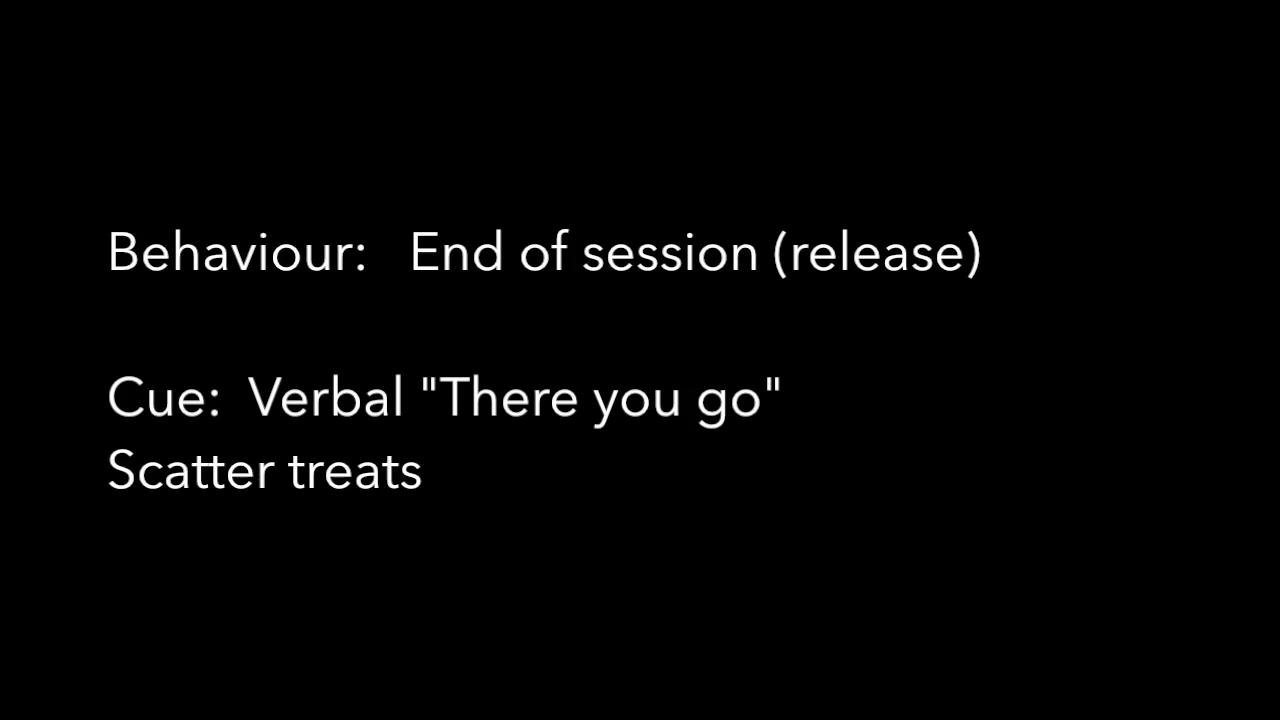 Behaviour:   End of session (release)
Cue:  Verbal "There you go"
Scatter treats